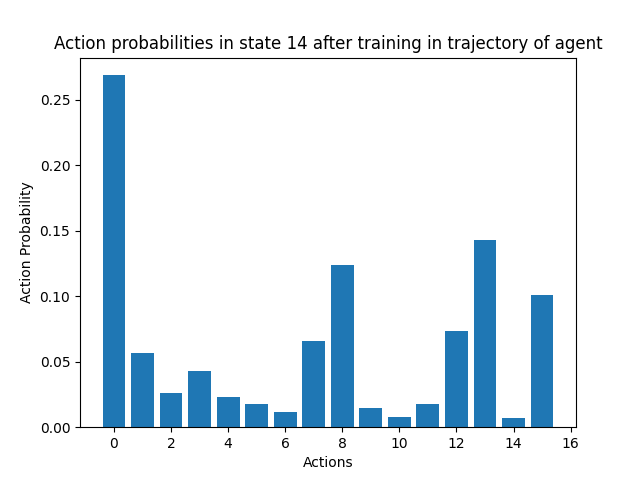 Action probabilities in state 14 after training in trajectory of agent
0.25
0.20
0.15
0.10
0.05
0.00
Action Probability
0 2 4 6 8 10 12 14 16
Actions